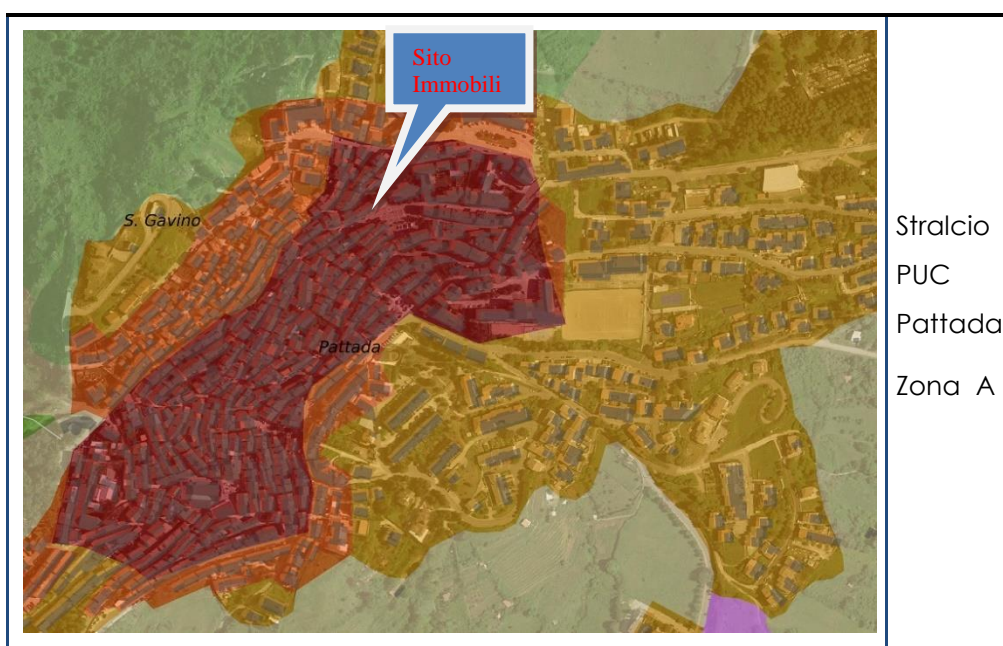 Sito
Immobili
S. Gavino
Pattada
Stralcio
PUC
Pattada
Zona A